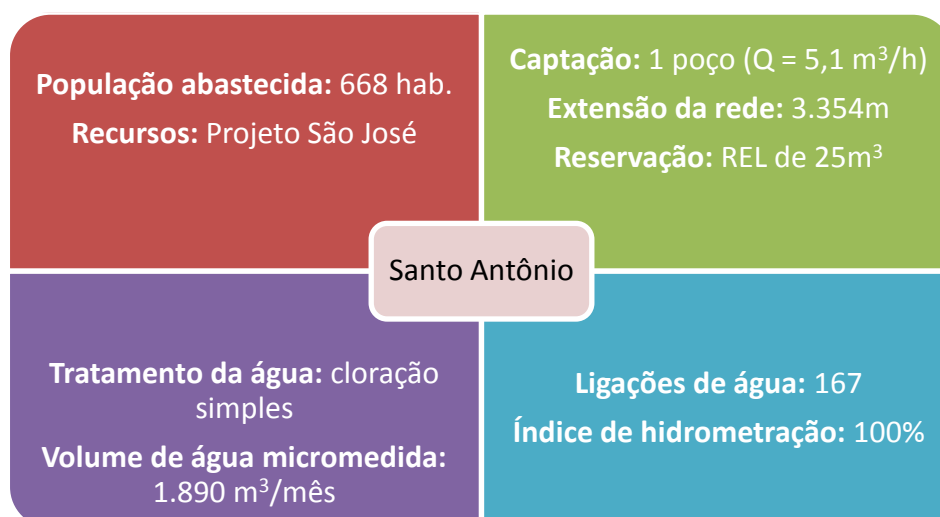 População abastecida: 668 hab.
Recursos: Projeto São José
Captação: 1 poço (Q = 5,1 m³/h)
Extensão da rede: 3.354m
Reservação: REL de 25m³
Santo Antônio
Tratamento da água: cloração
simples
Volume de água micromedida:
1.890 m³/mês
Ligações de água: 167
Índice de hidrometração: 100%